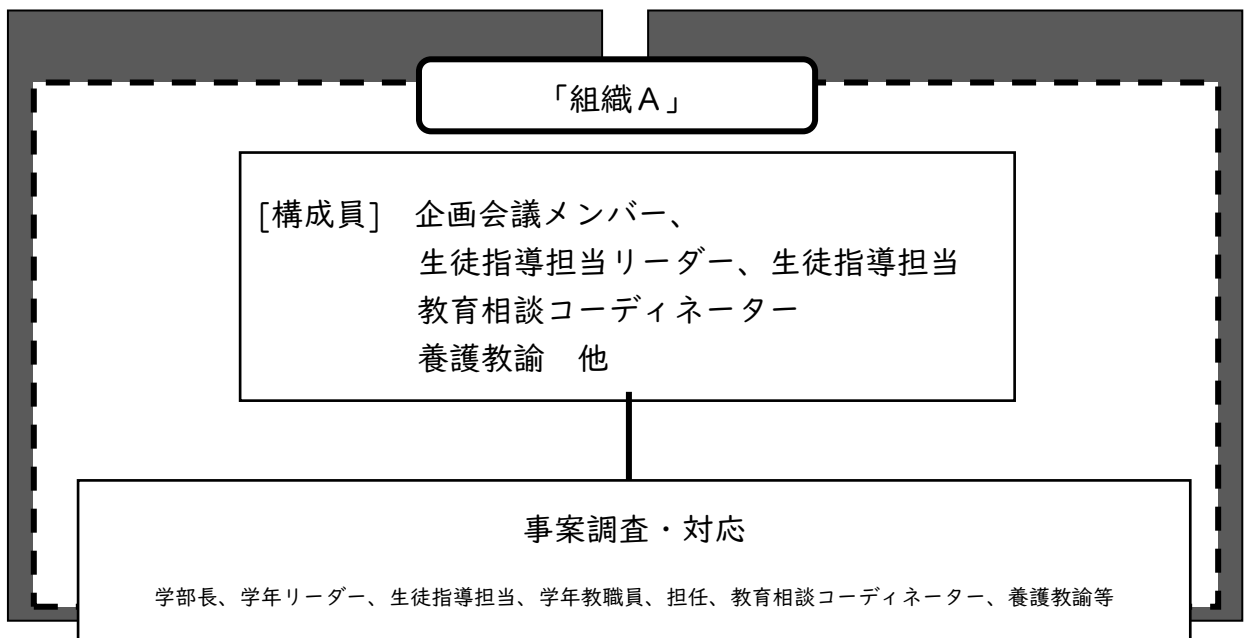 「組織A」
[構成員] 企画会議メンバー、
生徒指導担当リーダー、生徒指導担当
教育相談コーディネーター
養護教諭 他
事案調査・対応
学部長、学年リーダー、生徒指導担当、学年教職員、担任、教育相談コーディネーター、養護教諭等